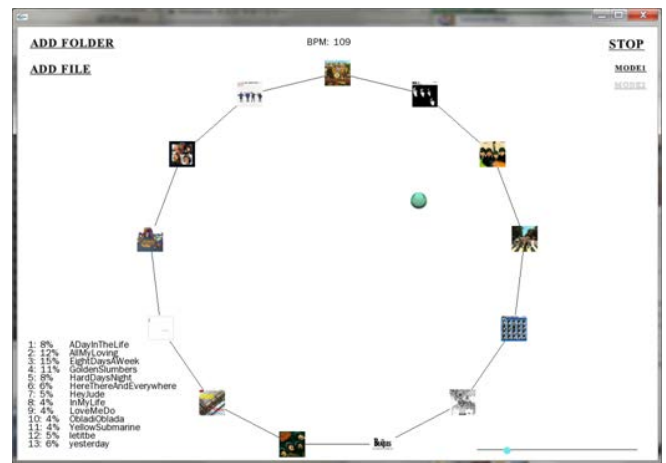 ADD FOLDER
BPM: 109
STOP
ADD FILE
MODE1
MODE2
1: 8% ADayInTheLife
2: 12% AllMyLoving
3: 15% EightDaysAWeek
4: 11% GoldenSlumbers
5: 8% HardDaysNight
6: 6% HereThereAndEverywhere
7: 5% HeyJude
8: 4% InMyLife
9: 4% LoveMeDo
10: 4% ObladiOblada
11: 4% YellowSubmarine
12: 5% letitbe
13: 6% yesterday